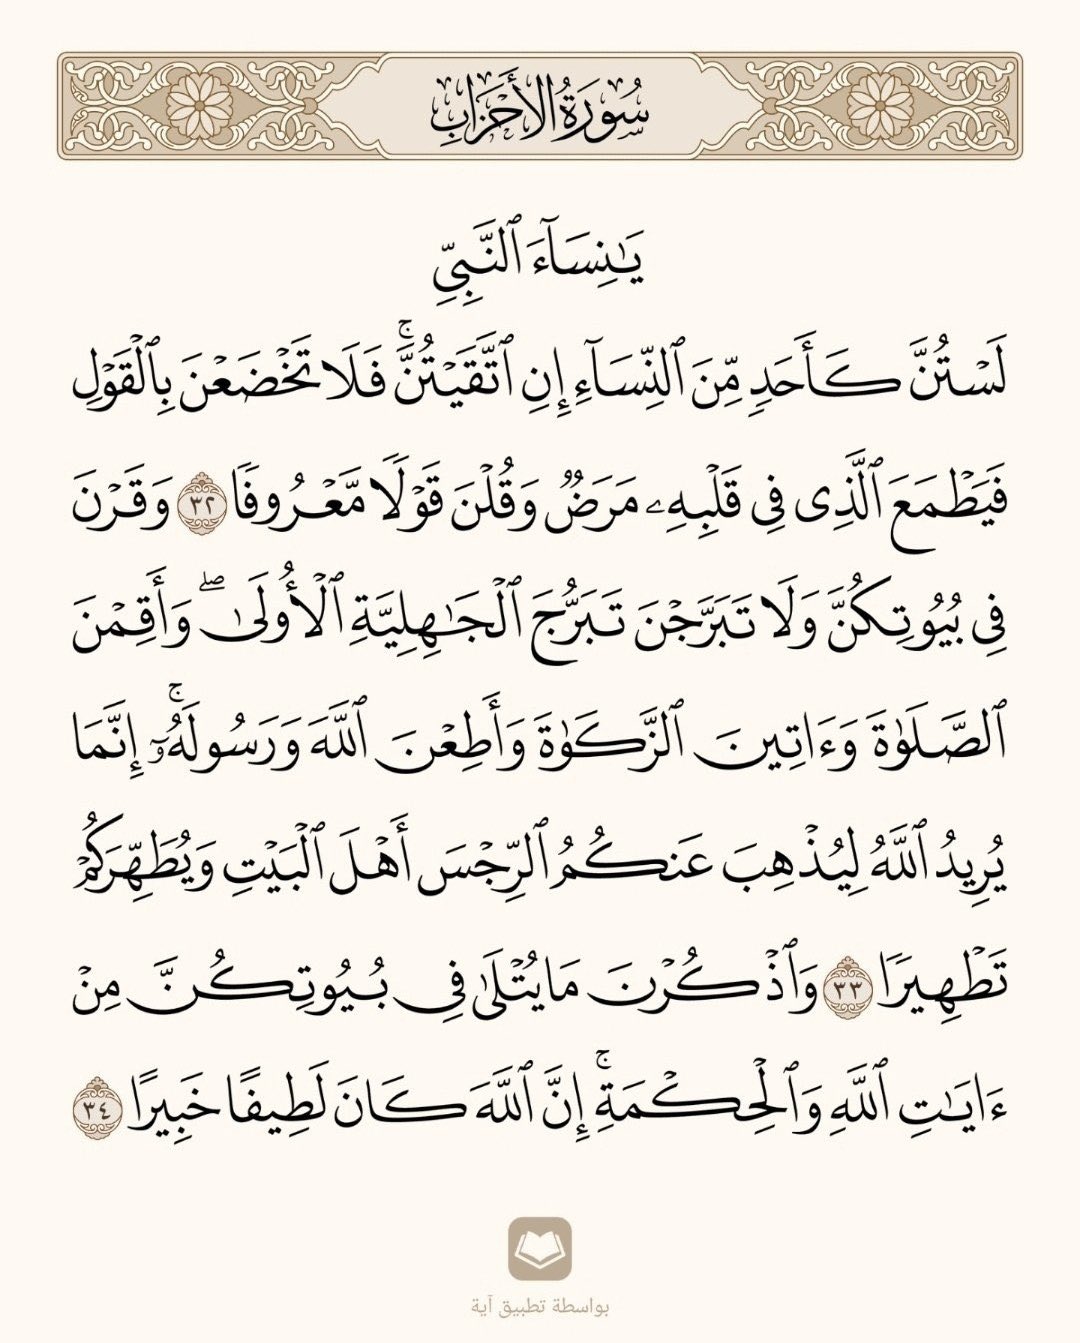 سُورَةُ الأَحْزَابِ
يَٰنِسَآءَ ٱلنَّبِىِّ
لَسْتُنَّ كَأَحَدٍ مِّنَ ٱلنِّسَآءِ إِنِ ٱتَّقَيْتُنَّ ۚ فَلَا تَخْضَعْنَ بِٱلْقَوْلِ
فَيَطْمَعَ ٱلَّذِى فِى قَلْبِهِۦ مَرَضٌ وَقُلْنَ قَوْلًا مَّعْرُوفًا ٣٢ وَقَرْنَ
فِى بُيُوتِكُنَّ وَلَا تَبَرَّجْنَ تَبَرُّجَ ٱلْجَٰهِلِيَّةِ ٱلْأُولَىٰ ۖ وَأَقِمْنَ
ٱلصَّلَوٰةَ وَءَاتِينَ ٱلزَّكَوٰةَ وَأَطِعْنَ ٱللَّهَ وَرَسُولَهُۥٓ ۚ إِنَّمَا
يُرِيدُ ٱللَّهُ لِيُذْهِبَ عَنكُمُ ٱلرِّجْسَ أَهْلَ ٱلْبَيْتِ وَيُطَهِّرَكُمْ
تَطْهِيرًا ٣٣ وَٱذْكُرْنَ مَا يُتْلَىٰ فِى بُيُوتِكُنَّ مِنْ
ءَايَٰتِ ٱللَّهِ وَٱلْحِكْمَةِ ۚ إِنَّ ٱللَّهَ كَانَ لَطِيفًا خَبِيرًا ٣٤
بواسطة تطبيق آية